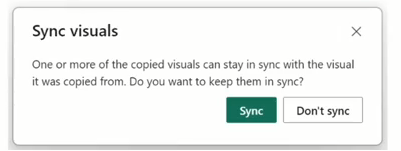 Sync visuals
One or more of the copied visuals can stay in sync with the visual
it was copied from. Do you want to keep them in sync?
Sync Don't sync